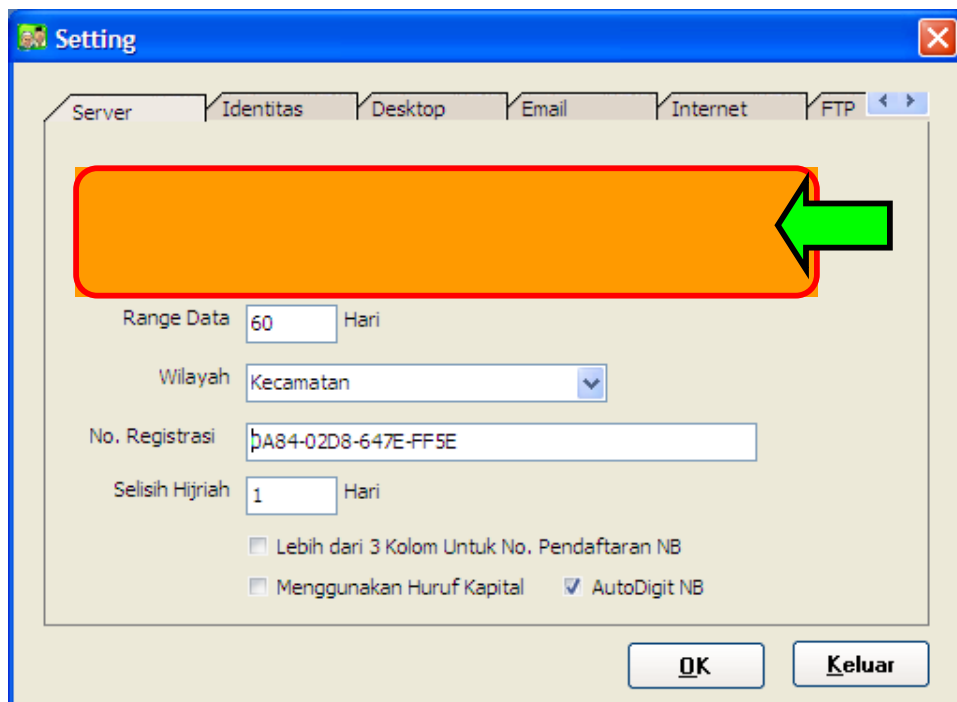 Setting
Server Identitas Desktop Email Internet FTP
Range Data 60 Hari
Wilayah Kecamatan
No. Registrasi 0A84-02D8-647E-FF5E
Selisih Hijriah 1 Hari
Lebih dari 3 Kolom Untuk No. Pendaftaran NB
Menggunakan Huruf Kapital AutoDigit NB
OK Keluar